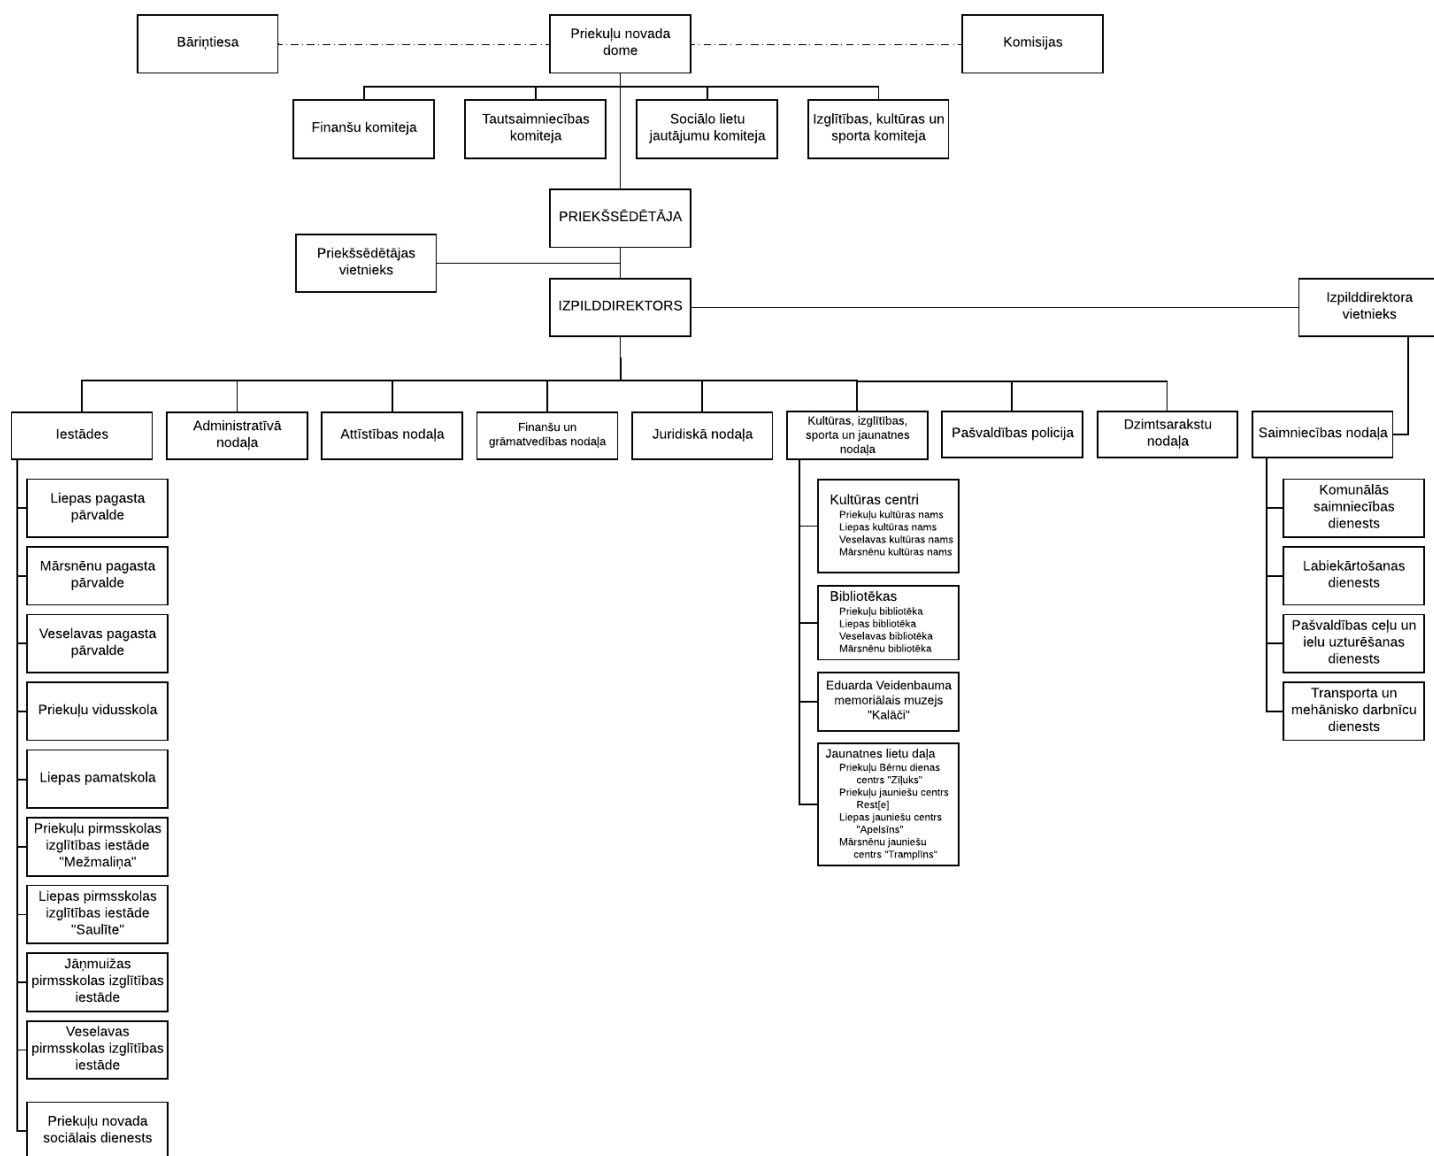 Bāriņtiesa
Priekuļu novada
dome
Komisijas
Finanšu komiteja
Tautsaimniecības
komiteja
Sociālo lietu
jautājumu komiteja
Izglītības, kultūras un
sporta komiteja
PRIEKŠSĒDĒTĀJA
Priekšsēdētājas
vietnieks
IZPILDDIREKTORS
Izpilddirektora
vietnieks
Iestādes
Administratīvā
nodaļa
Attīstības nodaļa
Finanšu un
grāmatvedības nodaļa
Juridiskā nodaļa
Kultūras, izglītības,
sporta un jaunatnes
nodaļa
Pašvaldības policija
Dzimtsarakstu
nodaļa
Saimniecības nodaļa
Liepas pagasta
pārvalde
Mārsnēnu pagasta
pārvalde
Veselavas pagasta
pārvalde
Priekuļu vidusskola
Liepas pamatskola
Priekuļu pirmsskolas
izglītības iestāde
"Mežmaliņa"
Liepas pirmsskolas
izglītības iestāde
"Saulīte"
Jāņmuižas
pirmsskolas izglītības
iestāde
Veselavas
pirmsskolas izglītības
iestāde
Priekuļu novada
sociālais dienests
Kultūras centri
Priekuļu kultūras nams
Liepas kultūras nams
Veselavas kultūras nams
Mārsnēnu kultūras nams
Bibliotēkas
Priekuļu bibliotēka
Liepas bibliotēka
Veselavas bibliotēka
Mārsnēnu bibliotēka
Eduarda Veidenbauma
memoriālais muzejs
"Kalāči"
Jaunatnes lietu daļa
Priekuļu Bērnu dienas
centrs "Zīļuks"
Priekuļu jauniešu centrs
Rest[e]
Liepas jauniešu centrs
"Apelsīns"
Mārsnēnu jauniešu
centrs "Tramplīns"
Komunālās
saimniecības
dienests
Labiekārtošanas
dienests
Pašvaldības ceļu un
ielu uzturēšanas
dienests
Transporta un
mehānisko darbnīcu
dienests